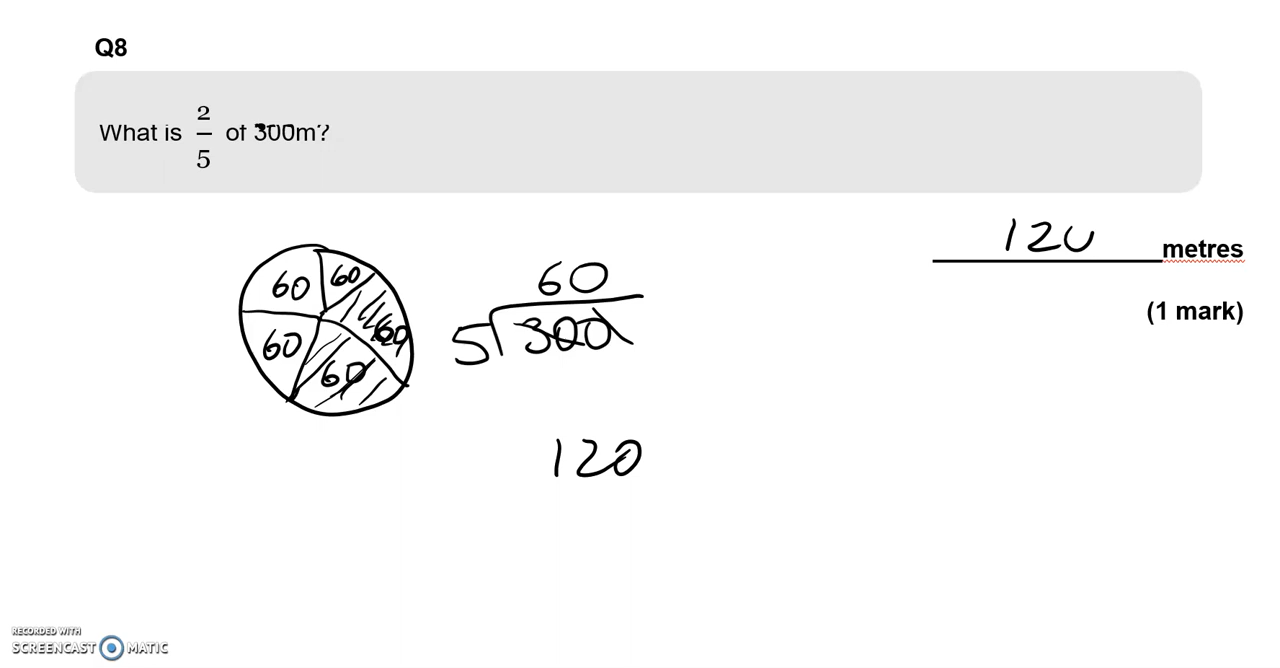 Q8
What is 2/5 of 300m?
120 metres
(1 mark)
60 60
60 60
60
60
5 300
120
RECORDED WITH
SCREENCAST MATIC